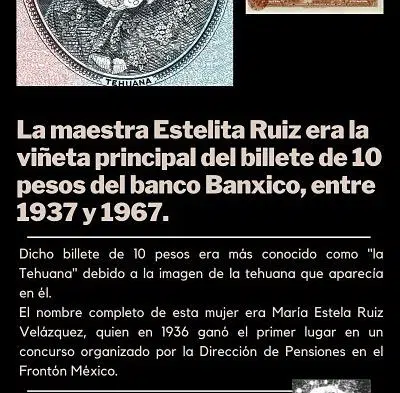 TEHUANA
La maestra Estelita Ruiz era la
viñeta principal del billete de 10
pesos del banco Banxico, entre
1937 y 1967.
Dicho billete de 10 pesos era más conocido como "la
Tehuana" debido a la imagen de la tehuana que aparecía
en él.
El nombre completo de esta mujer era María Estela Ruiz
Velázquez, quien en 1936 ganó el primer lugar en un
concurso organizado por la Dirección de Pensiones en el
Frontón México.